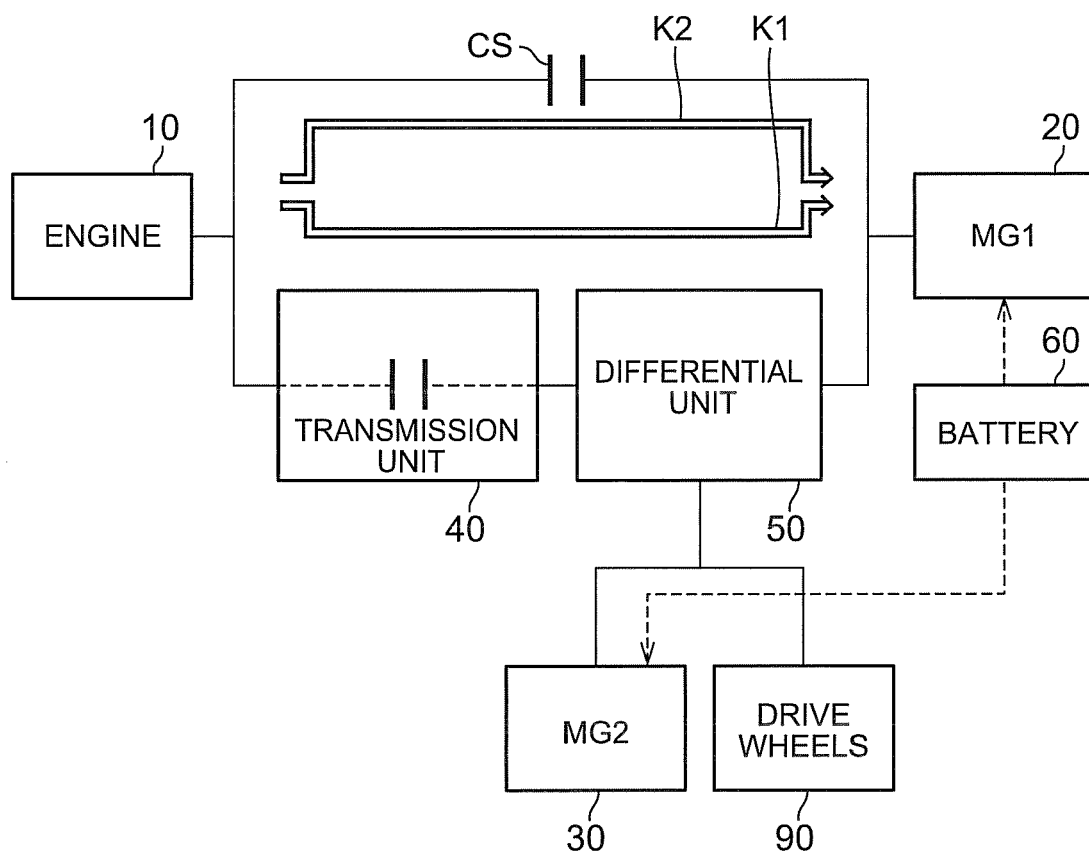 K2
K1
CS
10
20
ENGINE
MG1
60
DIFFERENTIAL
UNIT
TRANSMISSION
UNIT
BATTERY
40
50
MG2
DRIVE
WHEELS
30
90